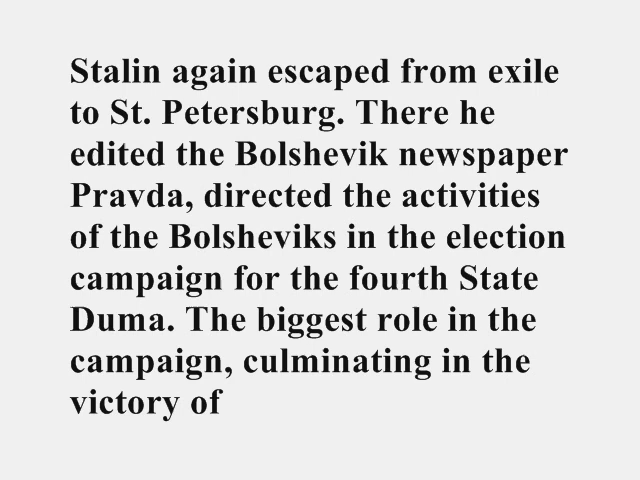 Stalin again escaped from exile
to St. Petersburg. There he
edited the Bolshevik newspaper
Pravda, directed the activities
of the Bolsheviks in the election
campaign for the fourth State
Duma. The biggest role in the
campaign, culminating in the
victory of